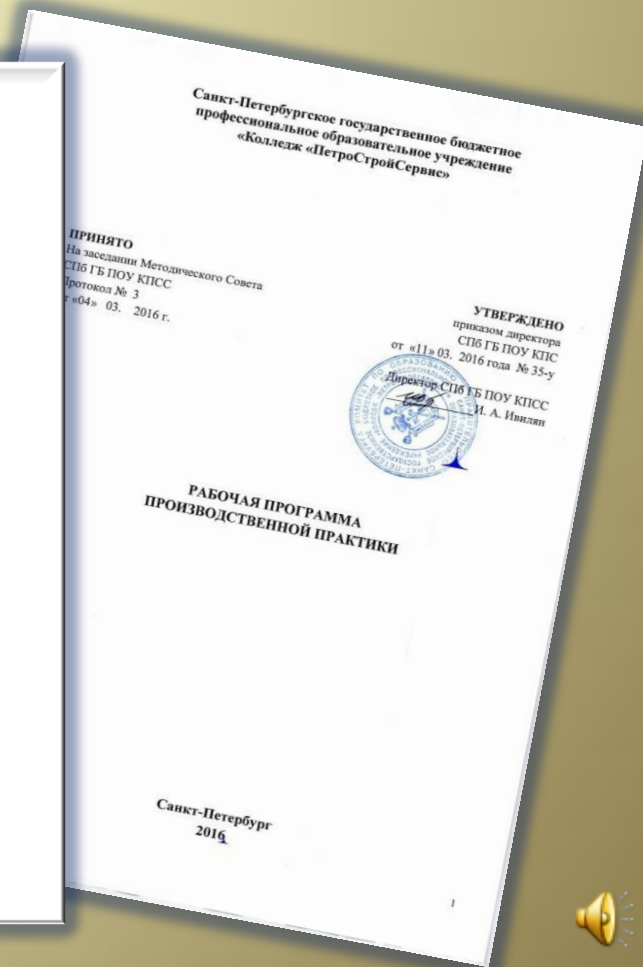 Санкт-Петербургское государственное бюджетное
профессиональное образовательное учреждение
«Колледж «ПетроСтройСервис»
ПРИНЯТО
На заседании Методического Совета
СПб ГБ ПОУ КПСС
Протокол № 3
«04» 03. 2016 г.
УТВЕРЖДЕНО
приказом директора
СПб ГБ ПОУ КПС
от «11» 03. 2016 года № 35-у
Директор СПб ГБ ПОУ КПСС
И. А. Ивилян
РАБОЧАЯ ПРОГРАММА
ПРОИЗВОДСТВЕННОЙ ПРАКТИКИ
Санкт-Петербург
2016
1